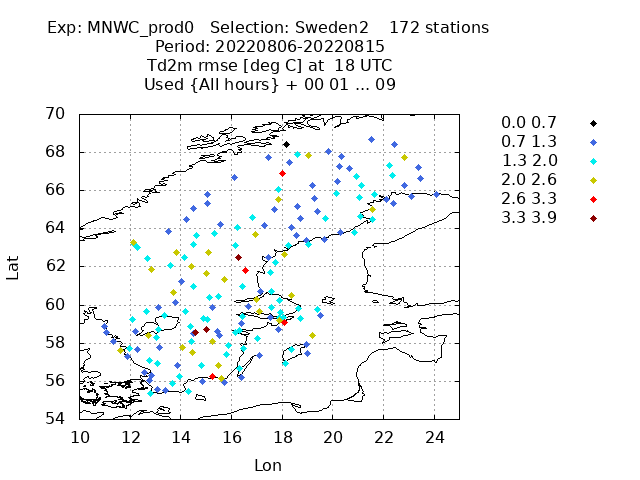 Exp: MNWC_prod0 Selection: Sweden2 172 stations
Period: 20220806-20220815
Td2m rmse [deg C] at 18 UTC
Used {All hours} + 00 01 ... 09
70
68
66
64
62
60
58
56
54
Lat
10 12 14 16 18 20 22 24
Lon
0.0 0.7
0.7 1.3
1.3 2.0
2.0 2.6
2.6 3.3
3.3 3.9